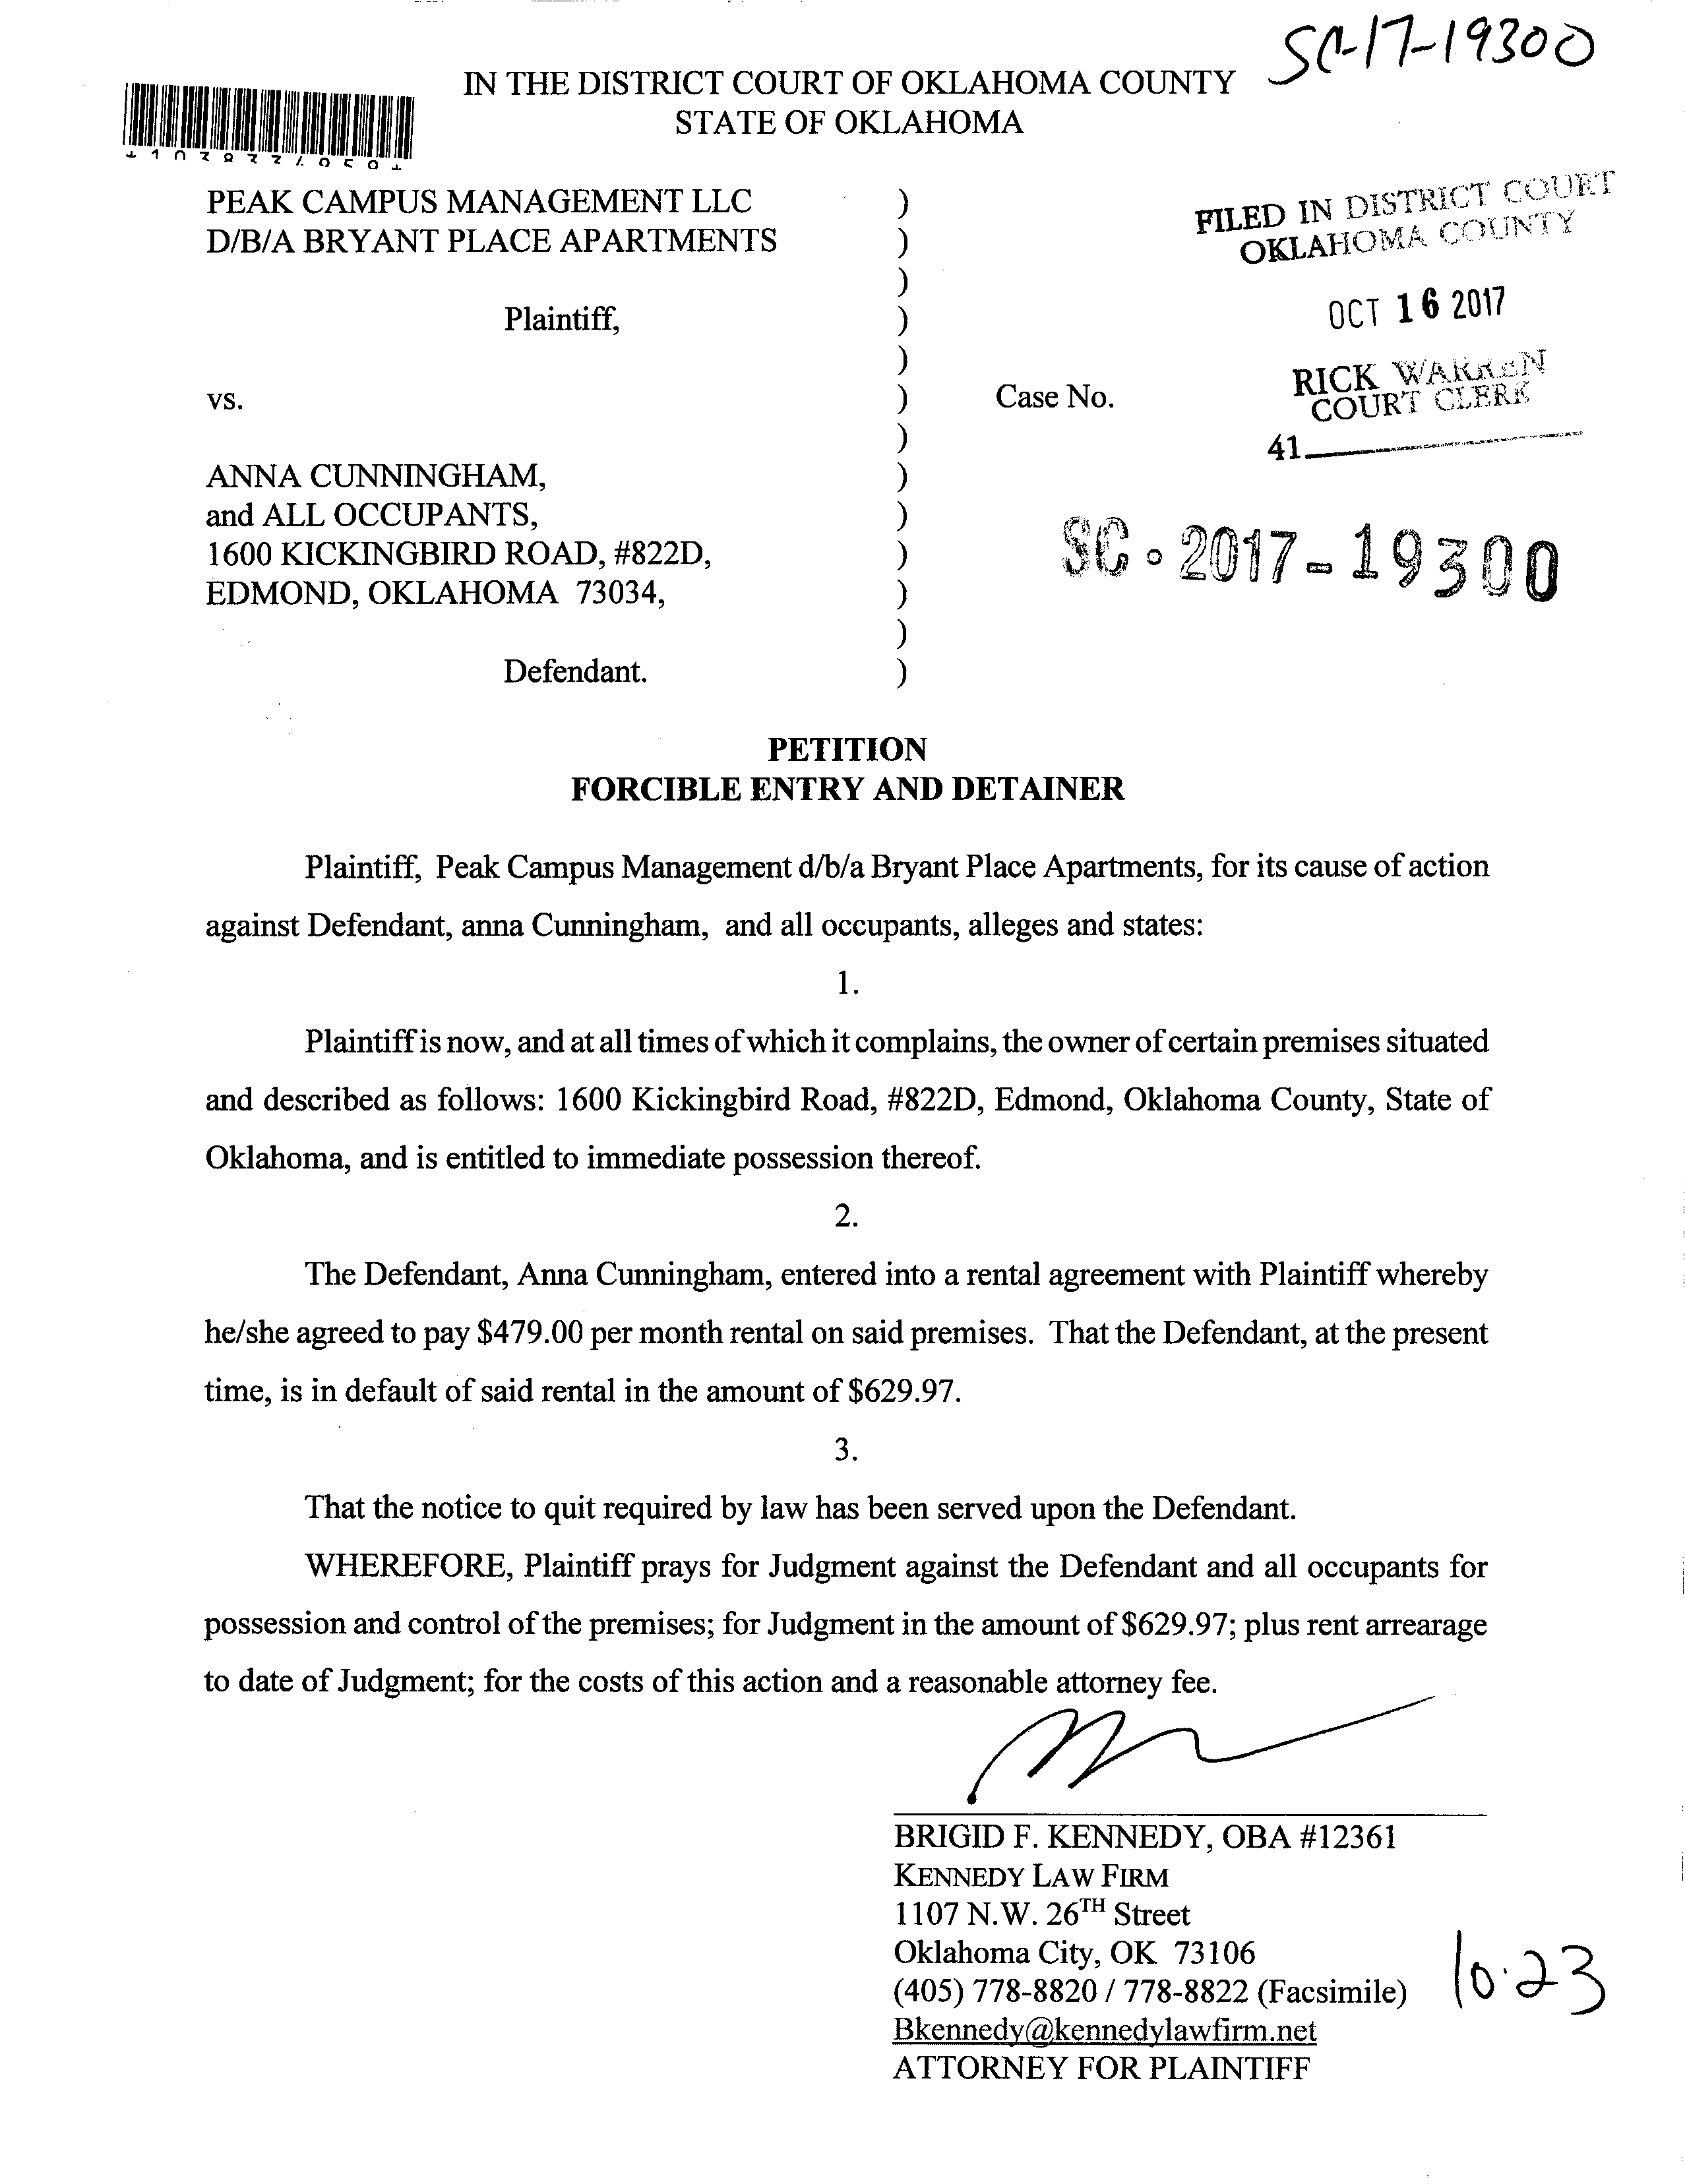 SC-17-19300
IN THE DISTRICT COURT OF OKLAHOMA COUNTY
STATE OF OKLAHOMA
PEAK CAMPUS MANAGEMENT LLC )
D/B/A BRYANT PLACE APARTMENTS )
)
Plaintiff, )
)
vs. ) Case No.
)
ANNA CUNNINGHAM, )
and ALL OCCUPANTS, )
1600 KICKINGBIRD ROAD, #822D, )
EDMOND, OKLAHOMA 73034, )
)
Defendant. )
FILED IN DISTRICT COURT
OKLAHOMA COUNTY
OCT 16 2017
RICK WARREN
COURT CLERK
41
SC-2017-19300
PETITION
FORCIBLE ENTRY AND DETAINER
Plaintiff, Peak Campus Management d/b/a Bryant Place Apartments, for its cause of action
against Defendant, anna Cunningham, and all occupants, alleges and states:
1.
Plaintiff is now, and at all times of which it complains, the owner of certain premises situated
and described as follows: 1600 Kickingbird Road, #822D, Edmond, Oklahoma County, State of
Oklahoma, and is entitled to immediate possession thereof.
2.
The Defendant, Anna Cunningham, entered into a rental agreement with Plaintiff whereby
he/she agreed to pay $479.00 per month rental on said premises. That the Defendant, at the present
time, is in default of said rental in the amount of $629.97.
3.
That the notice to quit required by law has been served upon the Defendant.
WHEREFORE, Plaintiff prays for Judgment against the Defendant and all occupants for
possession and control of the premises; for Judgment in the amount of $629.97; plus rent arrearage
to date of Judgment; for the costs of this action and a reasonable attorney fee.
BRIGID F. KENNEDY, OBA #12361
KENNEDY LAW FIRM
1107 N.W. 26TH Street
Oklahoma City, OK 73106
(405) 778-8820 / 778-8822 (Facsimile)
Bkennedy@kennedylawfirm.net
ATTORNEY FOR PLAINTIFF
10.23